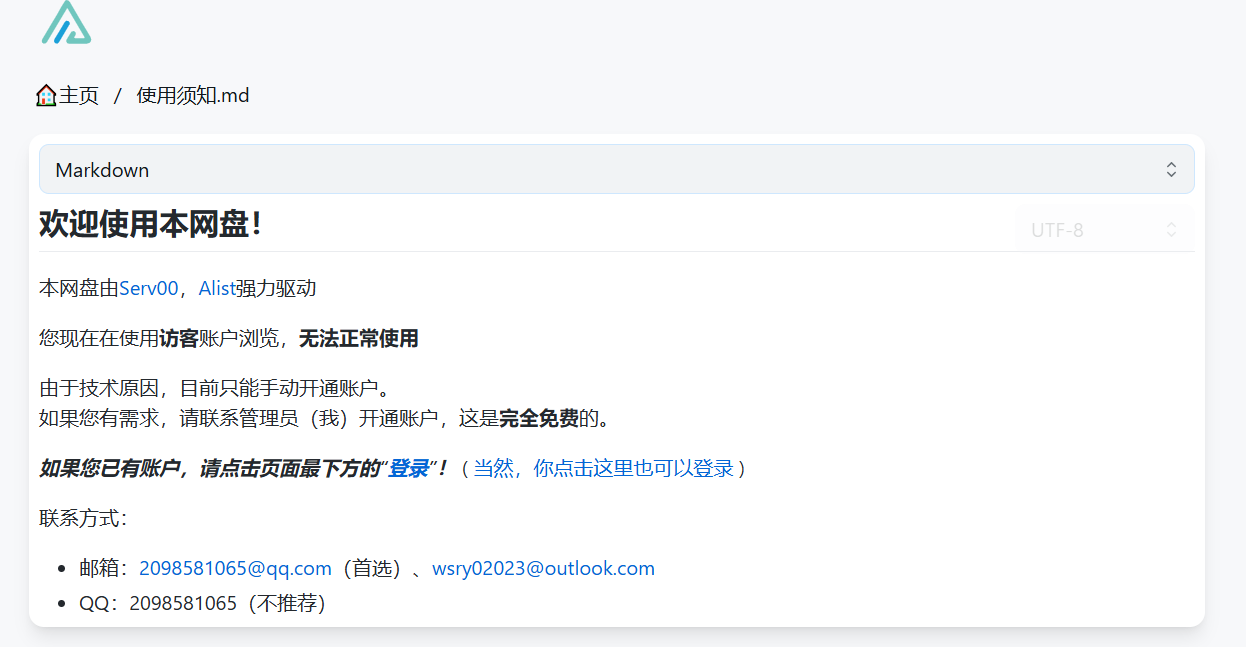 主页 / 使用须知.md
Markdown
欢迎使用本网盘！
UTF-8
本网盘由Serv00，Alist强力驱动
您现在在使用访客账户浏览，无法正常使用
由于技术原因，目前只能手动开通账户。
如果您有需求，请联系管理员（我）开通账户，这是完全免费的。
如果您已有账户，请点击页面最下方的“登录”！（当然，你点击这里也可以登录）
联系方式：
邮箱：2098581065@qq.com（首选）、wsry02023@outlook.com
QQ：2098581065（不推荐）